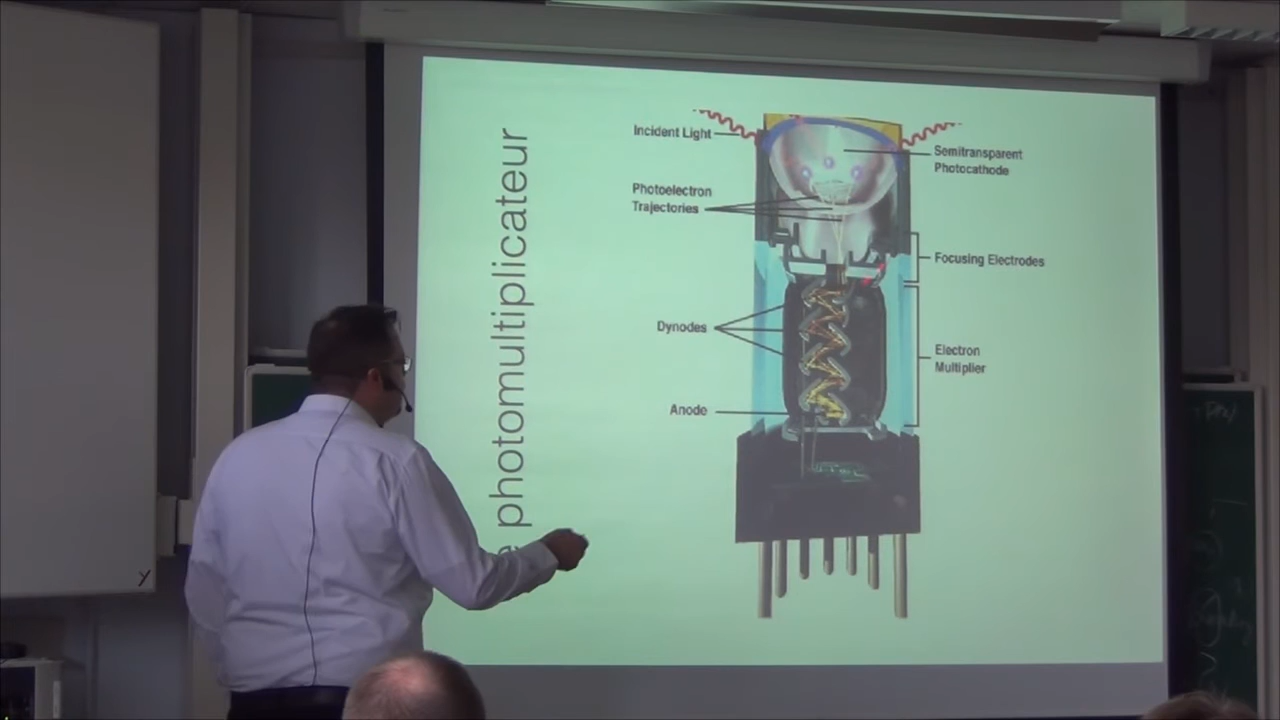 photomultiplicateur
Incident Light
Semitransparent
Photocathode
Photoelectron
Trajectories
Focusing Electrodes
Dynodes
Electron
Multiplier
Anode